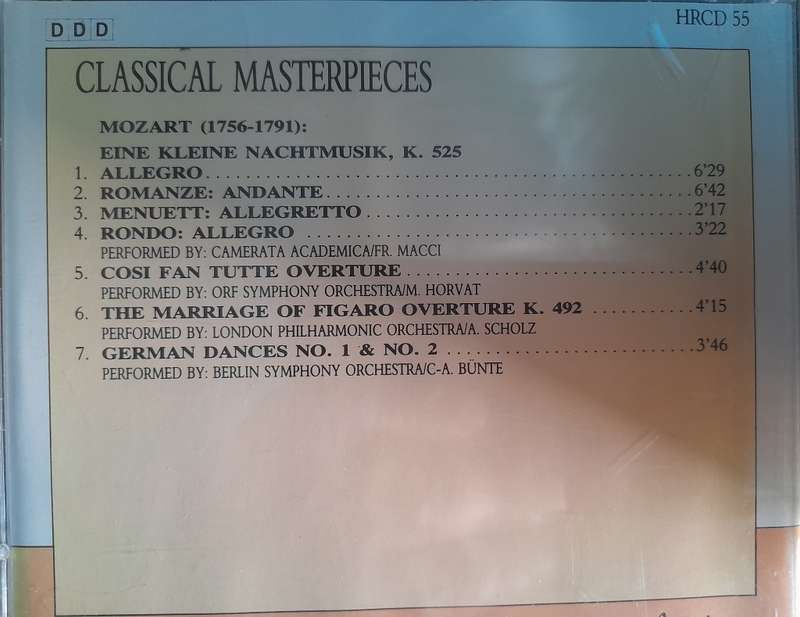 DDD
HRCD 55
CLASSICAL MASTERPIECES
MOZART (1756-1791):
EINE KLEINE NACHTMUSIK, K. 525
1. ALLEGRO 6'29
2. ROMANZE: ANDANTE 6'42
3. MENUETT: ALLEGRETTO 2'17
4. RONDO: ALLEGRO 3'22
PERFORMED BY: CAMERATA ACADEMICA/FR. MACCI
5. COSI FAN TUTTE OVERTURE 4'40
PERFORMED BY: ORF SYMPHONY ORCHESTRA/M. HORVAT
6. THE MARRIAGE OF FIGARO OVERTURE K. 492 4'15
PERFORMED BY: LONDON PHILHARMONIC ORCHESTRA/A. SCHOLZ
7. GERMAN DANCES NO. 1 & NO. 2 3'46
PERFORMED BY: BERLIN SYMPHONY ORCHESTRA/C-A. BÜNTE